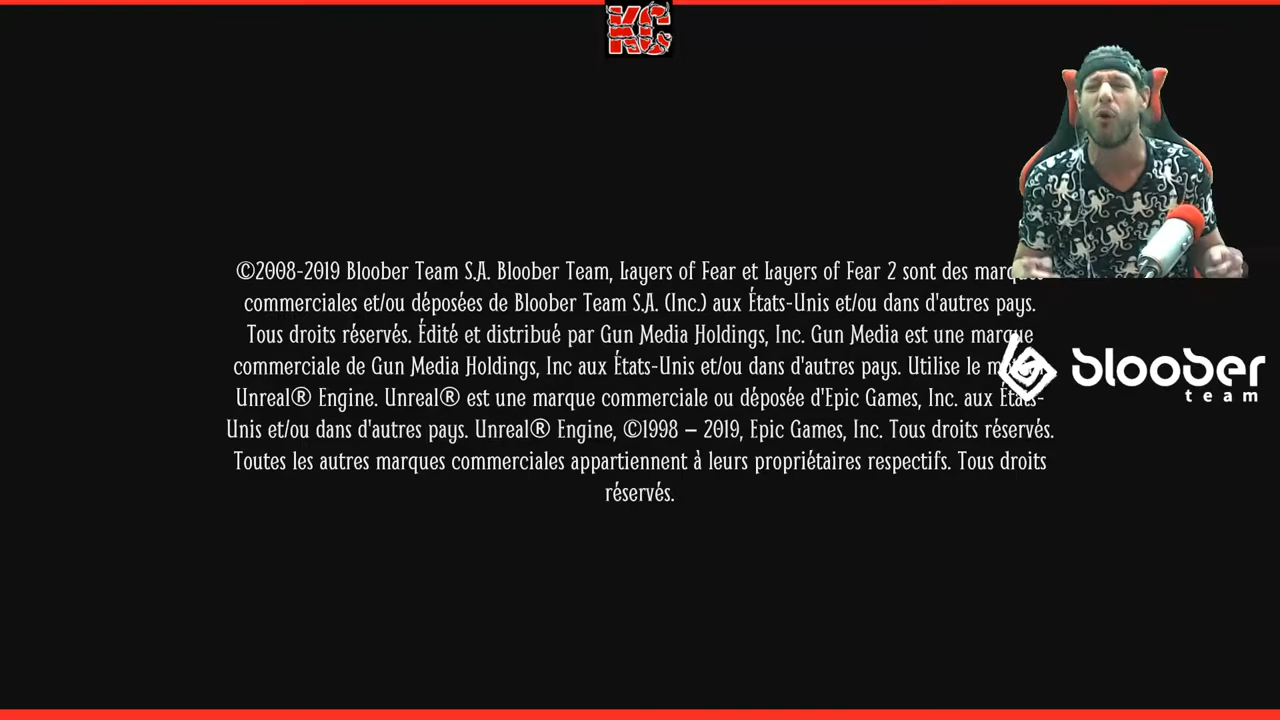 KC
©2008-2019 Bloober Team S.A. Bloober Team, Layers of Fear et Layers of Fear 2 sont des
commerciales et/ou déposées de Bloober Team S.A. (Inc.) aux États-Unis et/ou dans d'autres pays.
Tous droits réservés. Édité et distribué par Gun Media Holdings, Inc. Gun Media est une marque
commerciale de Gun Media Holdings, Inc aux États-Unis et/ou dans d'autres pays. Utilise le
Unreal® Engine. Unreal® est une marque commerciale ou déposée d'Epic Games, Inc. aux États-
Unis et/ou dans d'autres pays. Unreal® Engine, ©1998 – 2019, Epic Games, Inc. Tous droits réservés.
Toutes les autres marques commerciales appartiennent à leurs propriétaires respectifs. Tous droits
réservés.
bloober
team